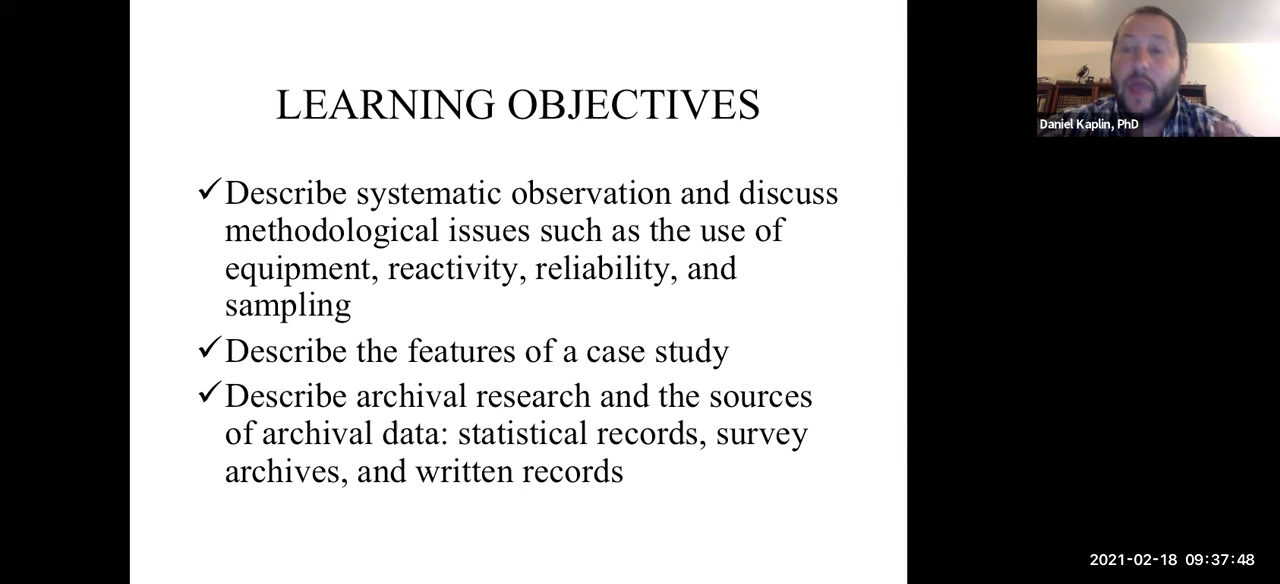 LEARNING OBJECTIVES
✓Describe systematic observation and discuss
methodological issues such as the use of
equipment, reactivity, reliability, and
sampling
✓Describe the features of a case study
✓Describe archival research and the sources
of archival data: statistical records, survey
archives, and written records
Daniel Kaplin, PhD
2021-02-18 09:37:48